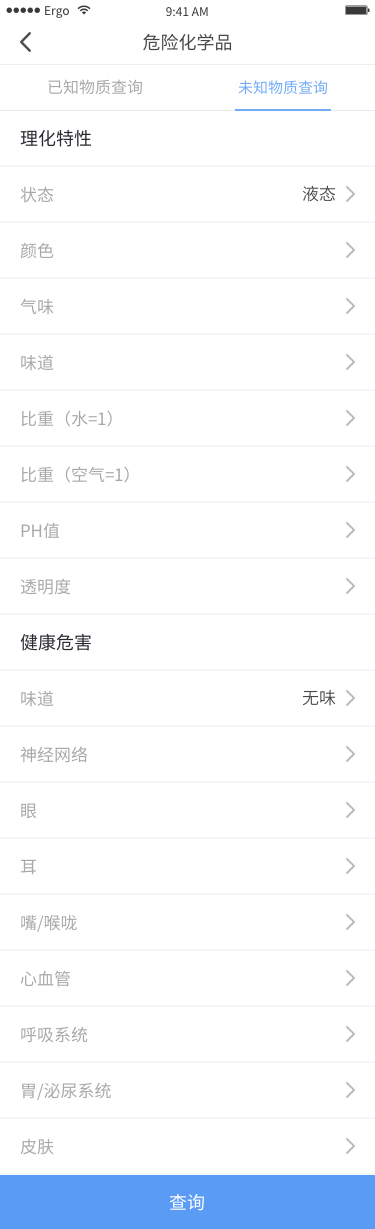 Ergo 9:41 AM
危险化学品
已知物质查询 未知物质查询
理化特性
状态 液态
颜色
气味
味道
比重（水=1）
比重（空气=1）
PH值
透明度
健康危害
味道 无味
神经网络
眼
耳
嘴/喉咙
心血管
呼吸系统
胃/泌尿系统
皮肤
查询